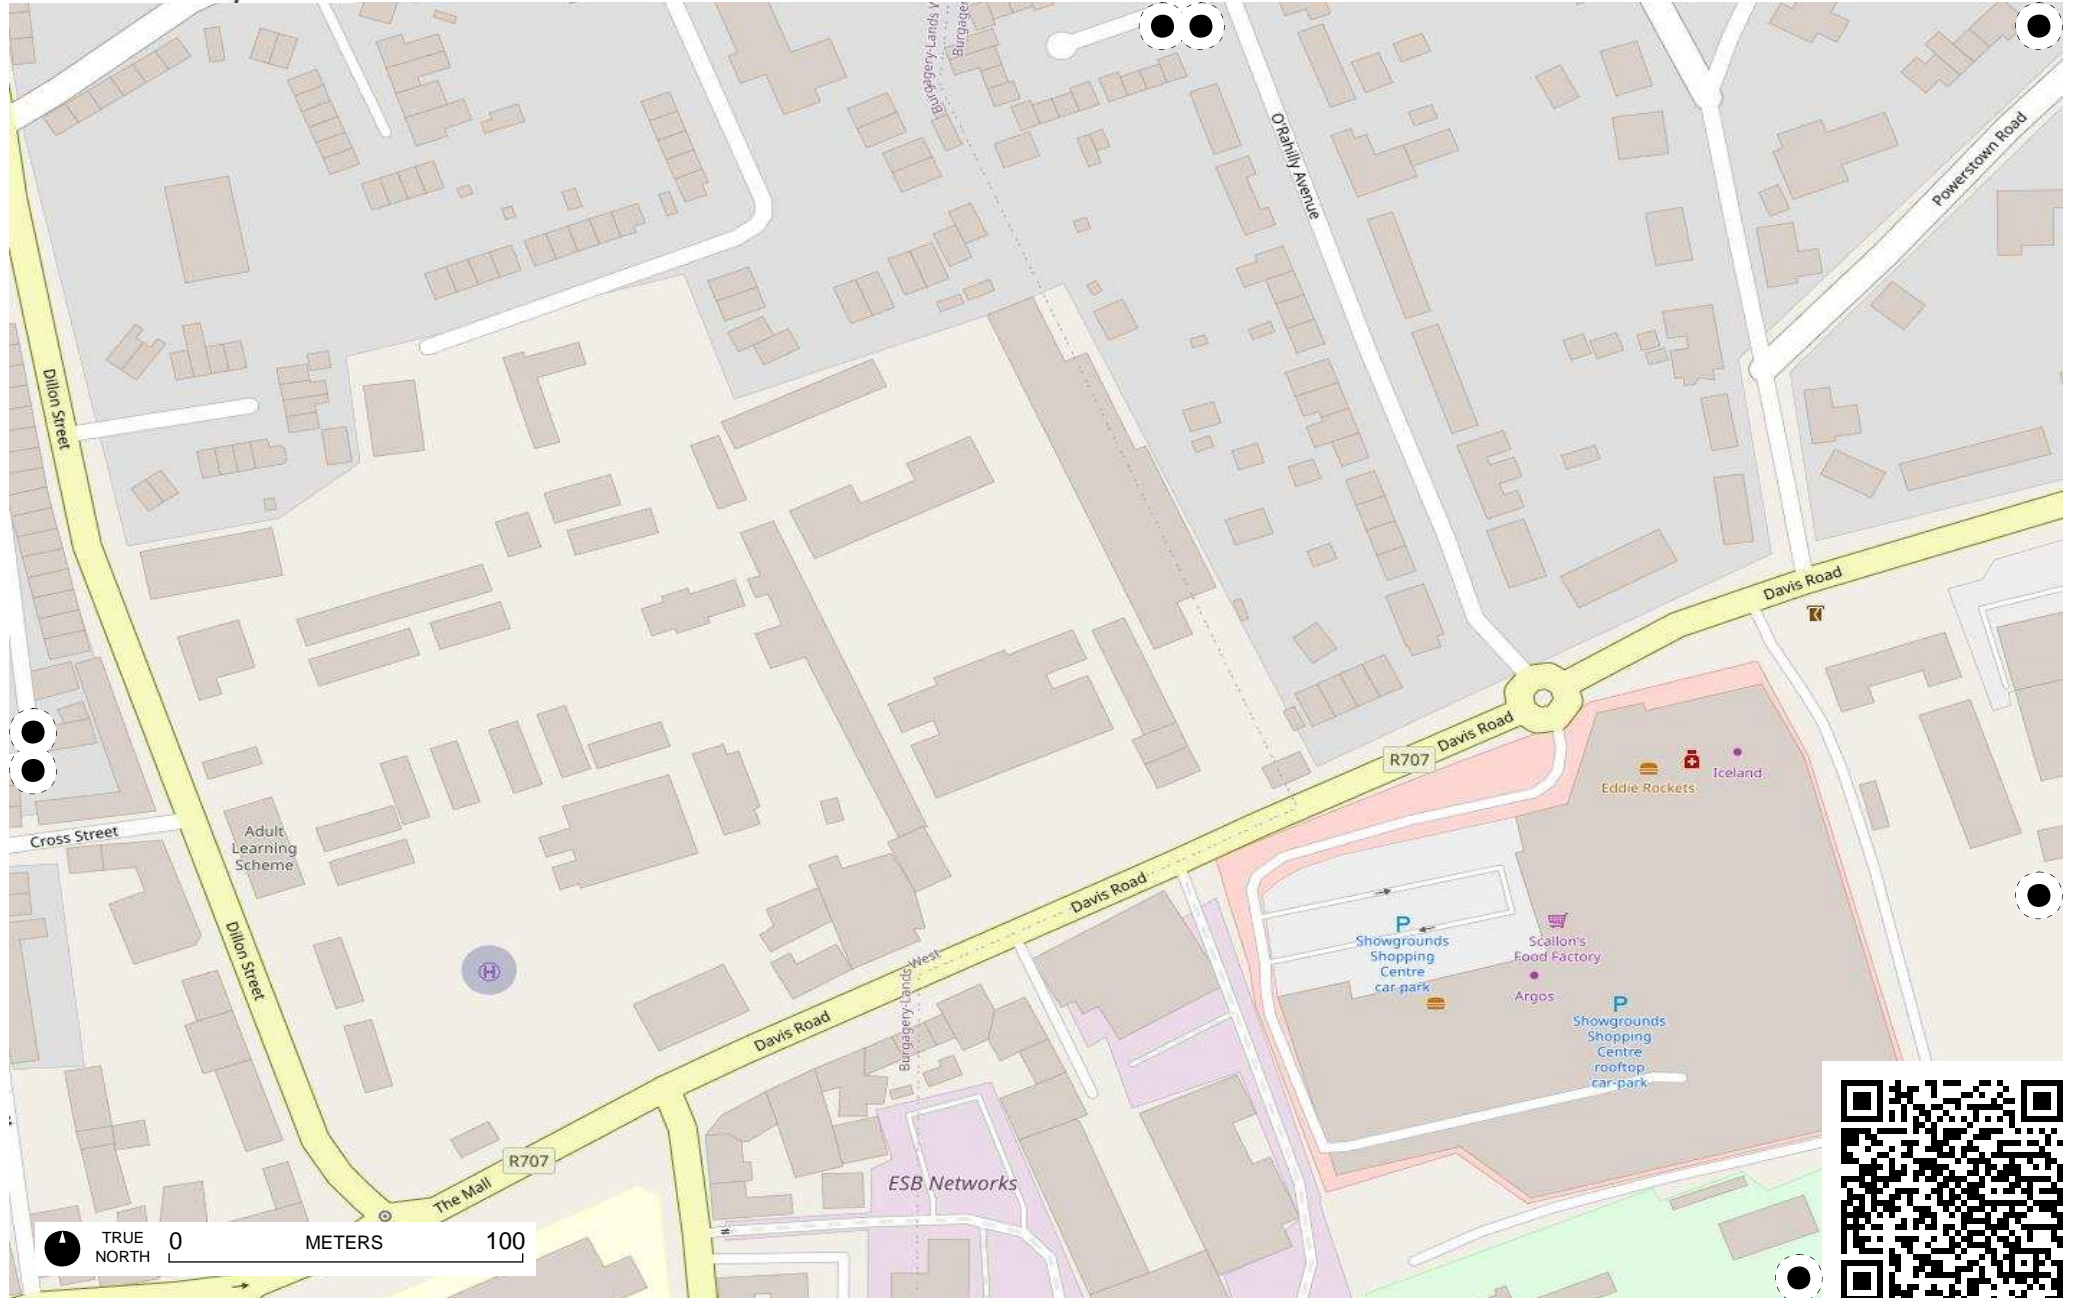 Burgagery-Lands W
Burgager
O'Rahilly Avenue
Powerstown Road
Dillon Street
Davis Road
Davis Road
R707
Eddie Rockets
Iceland
Cross Street
Adult
Learning
Scheme
Davis Road
Dillon Street
Showgrounds
Shopping
Centre
car park
Scallon's
Food Factory
Argos
Showgrounds
Shopping
Centre
rooftop
car-park
Burgagery-Lands West
Davis Road
R707
The Mall
ESB Networks
TRUE
NORTH
0 METERS 100